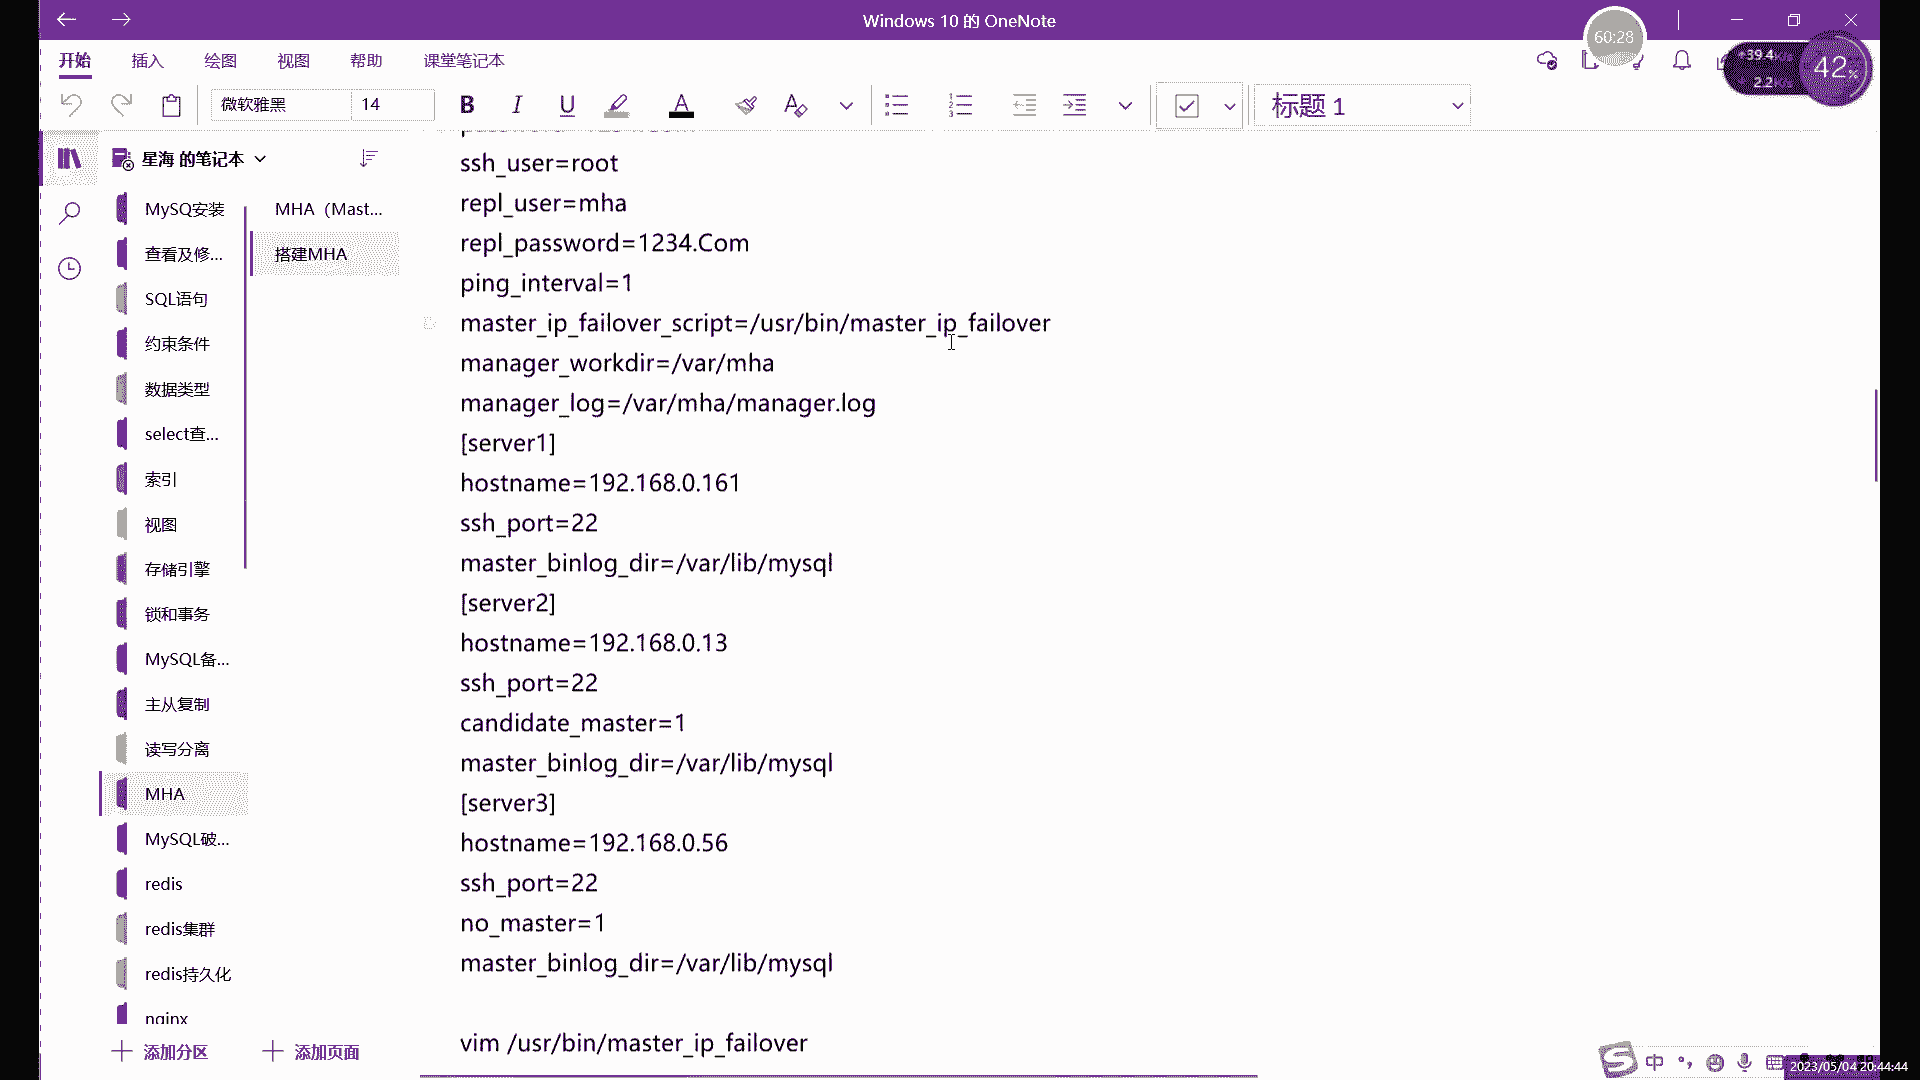 Windows 10 的 OneNote
60:28
开始
插入
绘图
视图
帮助
课堂笔记本
39.4
2.2
42%
微软雅黑
14
B
I
U
A
标题 1
星海 的笔记本
MySQ安装
查看及修...
SQL语句
约束条件
数据类型
select查...
索引
视图
存储引擎
锁和事务
MySQL备...
主从复制
读写分离
MHA
MySQL破...
redis
redis集群
redis持久化
nginx
添加分区
MHA（Mast...
搭建MHA
添加页面
ssh_user=root
repl_user=mha
repl_password=1234.Com
ping_interval=1
master_ip_failover_script=/usr/bin/master_ip_failover
manager_workdir=/var/mha
manager_log=/var/mha/manager.log
[server1]
hostname=192.168.0.161
ssh_port=22
master_binlog_dir=/var/lib/mysql
[server2]
hostname=192.168.0.13
ssh_port=22
candidate_master=1
master_binlog_dir=/var/lib/mysql
[server3]
hostname=192.168.0.56
ssh_port=22
no_master=1
master_binlog_dir=/var/lib/mysql
vim /usr/bin/master_ip_failover
中
2023/05/04 20:44:44